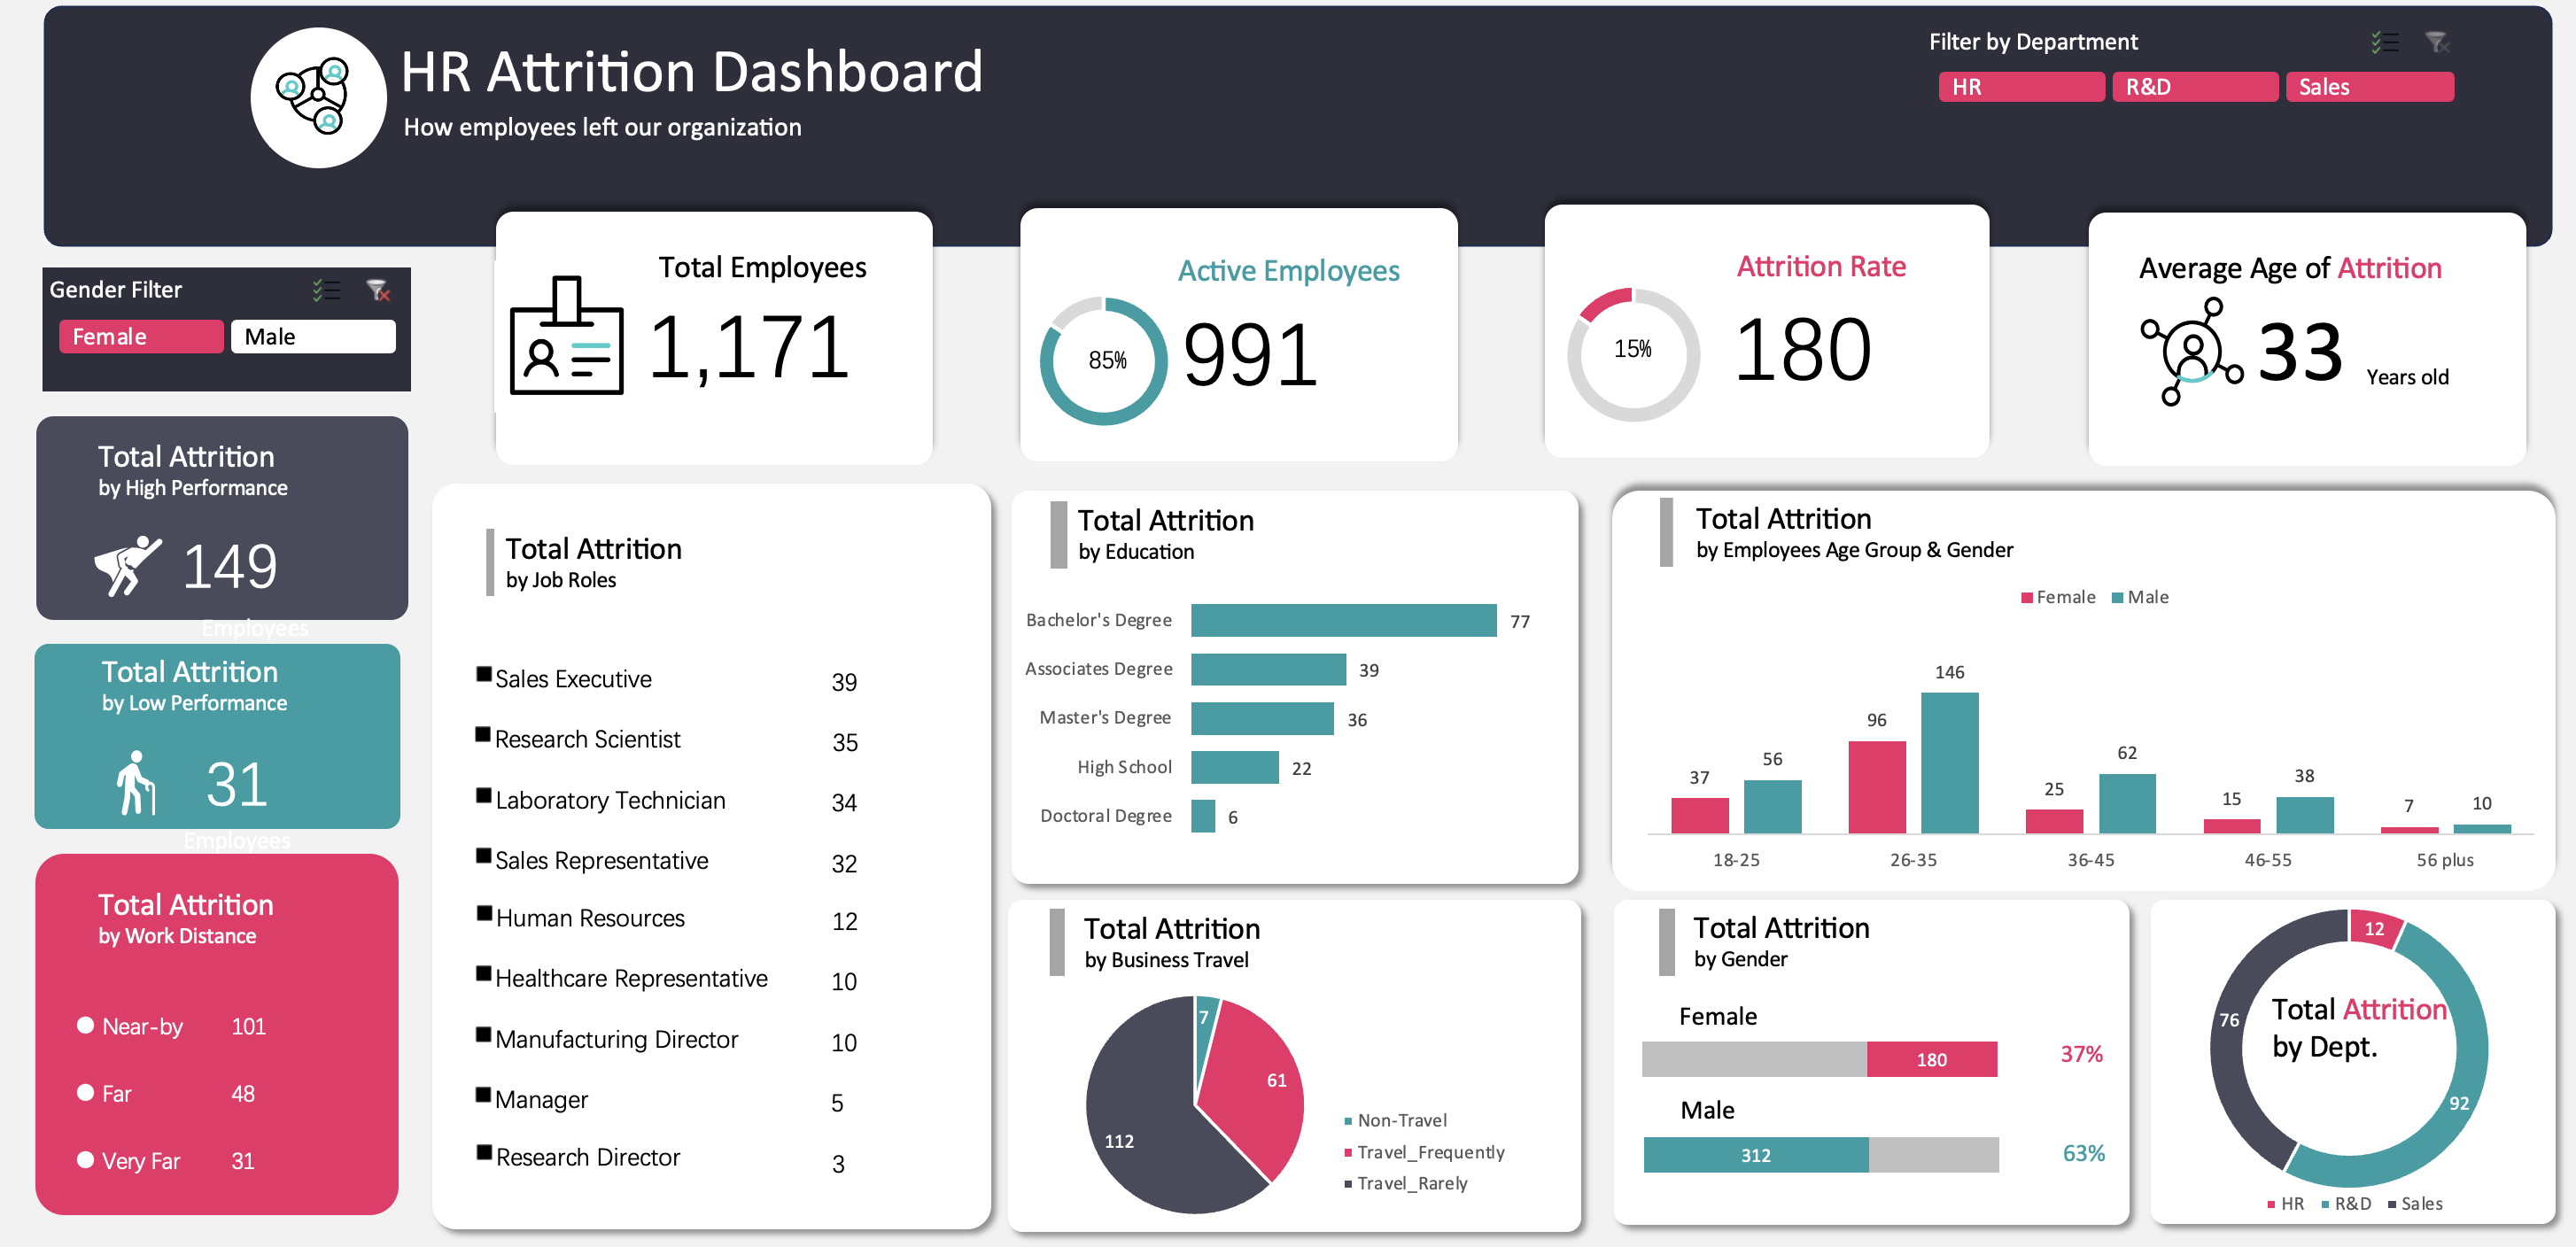 HR Attrition Dashboard
How employees left our organization
Filter by Department
HR
R&D
Sales
Gender Filter
Female
Male
Total Employees
1,171
Active Employees
85%
991
Attrition Rate
15%
180
Average Age of Attrition
33
Years old
Total Attrition
by High Performance
149
Employees
Total Attrition
by Low Performance
31
Employees
Total Attrition
by Work Distance
Near-by 101
Far 48
Very Far 31
Total Attrition
by Job Roles
Sales Executive 39
Research Scientist 35
Laboratory Technician 34
Sales Representative 32
Human Resources 12
Healthcare Representative 10
Manufacturing Director 10
Manager 5
Research Director 3
Total Attrition
by Education
Bachelor's Degree 77
Associates Degree 39
Master's Degree 36
High School 22
Doctoral Degree 6
Total Attrition
by Employees Age Group & Gender
Female Male
37 56 96 146 25 62 15 38 7 10
18-25 26-35 36-45 46-55 56 plus
Total Attrition
by Business Travel
7
61
112
Non-Travel
Travel_Frequently
Travel_Rarely
Total Attrition
by Gender
Female
180 37%
Male
312 63%
12
76
92
Total Attrition
by Dept.
HR R&D Sales